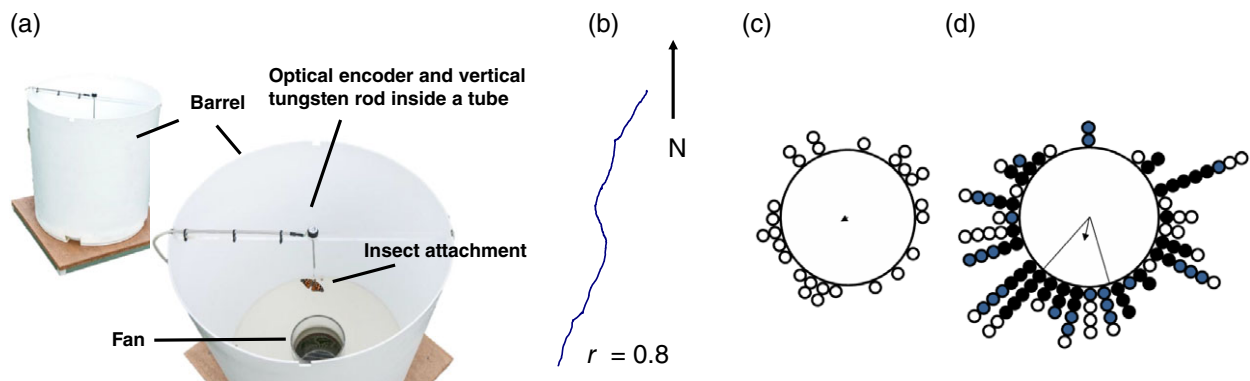 (a)
Barrel
Optical encoder and vertical
tungsten rod inside a tube
Insect attachment
Fan
(b)
N
r = 0.8
(c)
(d)